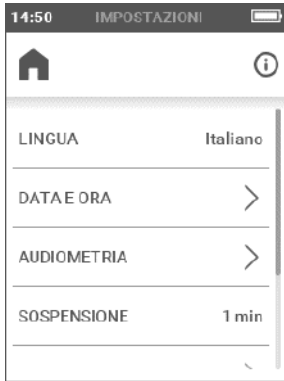 14:50 IMPOSTAZIONI
LINGUA Italiano
DATA E ORA
AUDIOMETRIA
SOSPENSIONE 1 min